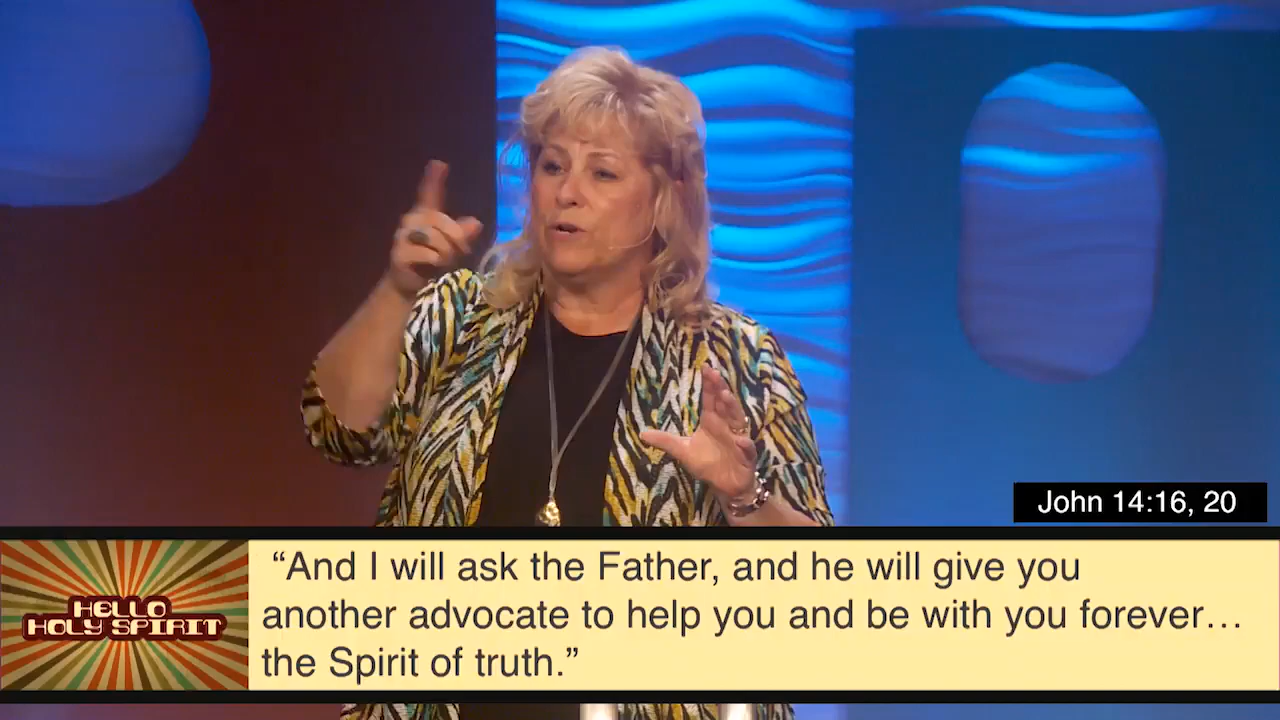 John 14:16, 20
HELLO
HOLY SPIRIT
“And I will ask the Father, and he will give you
another advocate to help you and be with you forever…
the Spirit of truth.”